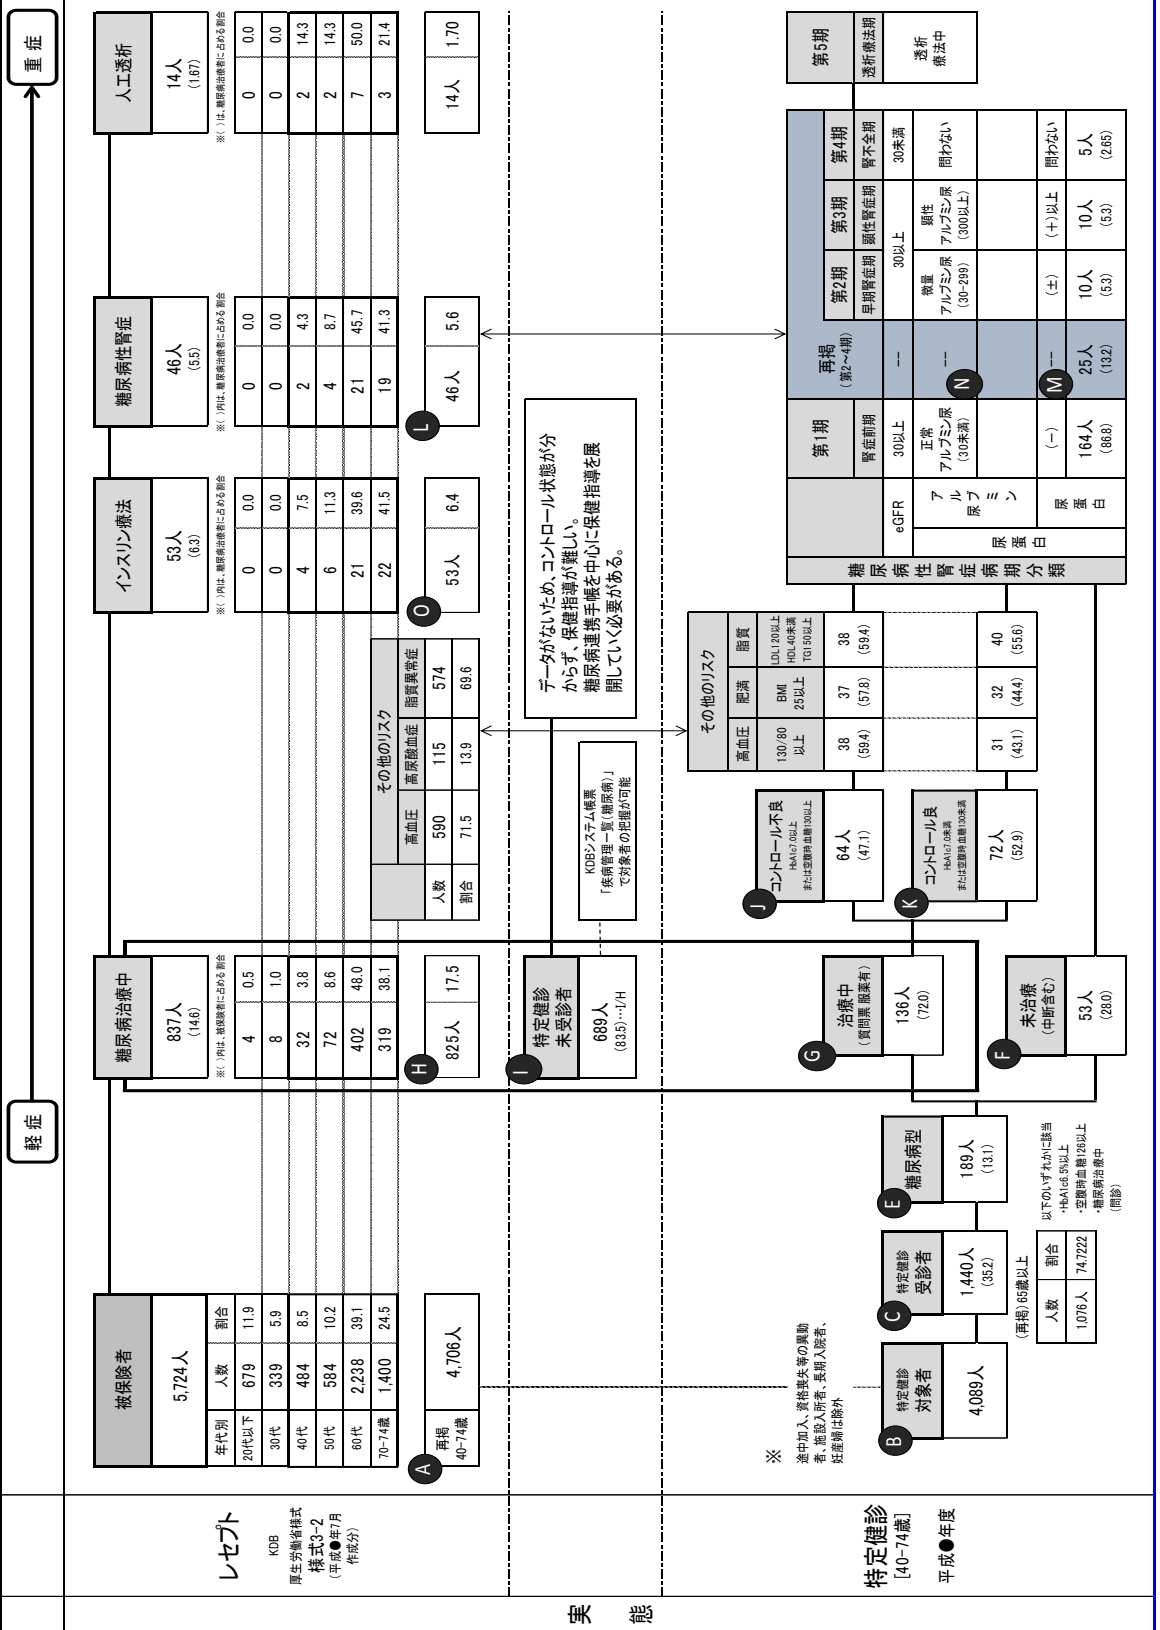 軽症
重症
実態
レセプト
KDB
厚生労働省様式
様式3-2
(平成●年7月
作成分)
被保険者
5,724人
年代別 人数 割合
20代以下 679 11.9
30代 339 5.9
40代 484 8.5
50代 584 10.2
60代 2,238 39.1
70-74歳 1,400 24.5
A
再掲
40-74歳
4,706人
糖尿病治療中
837人
(14.6)
※( )内は、被保険者に占める割合
4 0.5
8 1.0
32 3.8
72 8.6
402 48.0
319 38.1
H
825人 17.5
その他のリスク
高血圧 高尿酸血症 脂質異常症
人数 590 115 574
割合 71.5 13.9 69.6
インスリン療法
53人
(6.3)
※( )内は、糖尿病治療者に占める割合
0 0.0
0 0.0
4 7.5
6 11.3
21 39.6
22 41.5
O
53人 6.4
糖尿病性腎症
46人
(5.5)
※( )内は、糖尿病治療者に占める割合
0 0.0
0 0.0
2 4.3
4 8.7
21 45.7
19 41.3
L
46人 5.6
人工透析
14人
(1.67)
※( )は、糖尿病治療者に占める割合
0 0.0
0 0.0
2 14.3
2 14.3
7 50.0
3 21.4
14人 1.70
I
特定健診
未受診者
689人
(83.5)…I/H
KDBシステム帳票
「疾病管理一覧(糖尿病)」
で対象者の把握が可能
データがないため、コントロール状態が分
からず、保健指導が難しい。
糖尿病連携手帳を中心に保健指導を展
開していく必要がある。
特定健診
[40-74歳]
平成●年度
※
途中加入、資格喪失等の異動
者、施設入所者、長期入院者、
妊産婦は除外
B
特定健診
対象者
4,089人
C
特定健診
受診者
1,440人
(35.2)
(再掲)65歳以上
人数 割合
1,076人 74.7222
E
糖尿病型
189人
(13.1)
以下のいずれかに該当
・HbA1c6.5%以上
・空腹時血糖126以上
・糖尿病治療中
(問診)
G
治療中
(質問票 服薬有)
136人
(72.0)
F
未治療
(中断含む)
53人
(28.0)
J
コントロール不良
HbA1c7.0以上
または空腹時血糖130以上
64人
(47.1)
K
コントロール良
HbA1c7.0未満
または空腹時血糖130未満
72人
(52.9)
その他のリスク
高血圧 肥満 脂質
130/80
以上
BMI
25以上
LDL120以上
HDL40未満
TG150以上
38
(59.4)
37
(57.8)
38
(59.4)
31
(43.1)
32
(44.4)
40
(55.6)
糖尿病性腎症病期分類
第1期
再掲
(第2～4期)
第2期 第3期 第4期
第5期
腎症前期 早期腎症期 顕性腎症期 腎不全期 透析療法期
eGFR 30以上 -- 30以上 30未満
透析
療法中
尿蛋白
尿アルブミン
正常
アルブミン尿
(30未満)
--
N
微量
アルブミン尿
(30-299)
顕性
アルブミン尿
(300以上)
問わない
尿蛋白 (－) -- (±) (＋)以上 問わない
M
164人
(86.8)
25人
(13.2)
10人
(5.3)
10人
(5.3)
5人
(2.65)